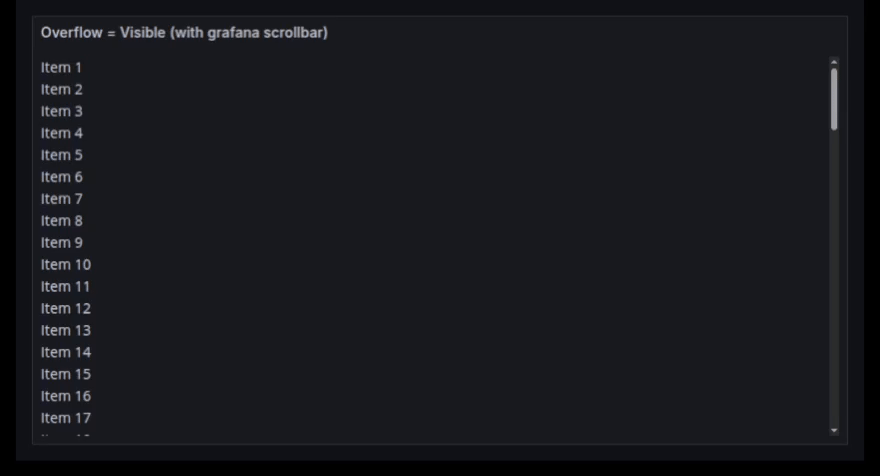 Overflow = Visible (with grafana scrollbar)
Item 1
Item 2
Item 3
Item 4
Item 5
Item 6
Item 7
Item 8
Item 9
Item 10
Item 11
Item 12
Item 13
Item 14
Item 15
Item 16
Item 17